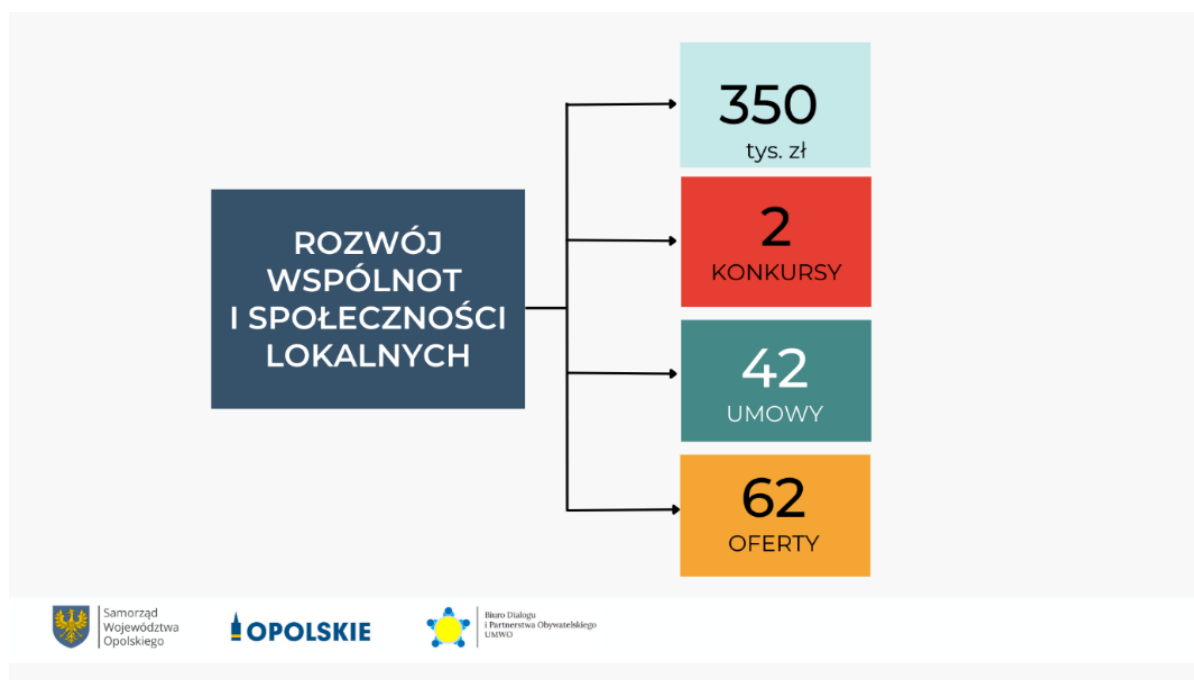 ROZWÓJ
WSPÓLNOT
I SPOŁECZNOŚCI
LOKALNYCH
350
tys. zł
2
KONKURSY
42
UMOWY
62
OFERTY
Samorząd
Województwa
Opolskiego
OPOLSKIE
Biuro Dialogu
i Partnerstwa Obywatelskiego
UMWO